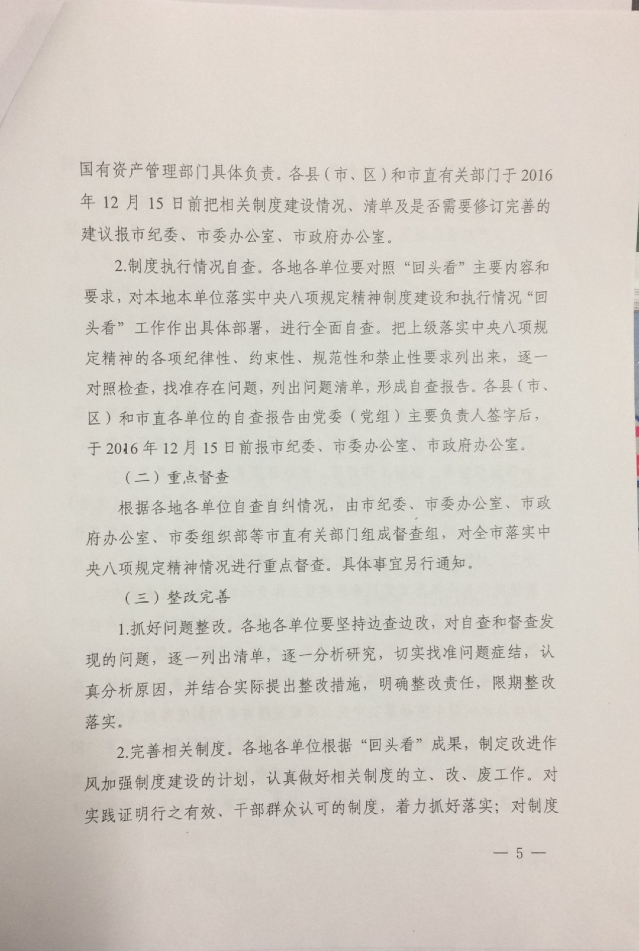 国有资产管理部门具体负责。各县（市、区）和市直有关部门于2016
年12月15日前把相关制度建设情况、清单及是否需要修订完善的
建议报市纪委、市委办公室、市政府办公室。
2.制度执行情况自查。各地各单位要对照“回头看”主要内容和
要求，对本地本单位落实中央八项规定精神制度建设和执行情况“回
头看”工作作出具体部署，进行全面自查。把上级落实中央八项规
定精神的各项纪律性、约束性、规范性和禁止性要求列出来，逐一
对照检查，找准存在问题，列出问题清单，形成自查报告。各县（市、
区）和市直各单位的自查报告由党委（党组）主要负责人签字后，
于2016年12月15日前报市纪委、市委办公室、市政府办公室。
（二）重点督查
根据各地各单位自查自纠情况，由市纪委、市委办公室、市政
府办公室、市委组织部等市直有关部门组成督查组，对全市落实中
央八项规定精神情况进行重点督查。具体事宜另行通知。
（三）整改完善
1.抓好问题整改。各地各单位要坚持边查边改，对自查和督查发
现的问题，逐一列出清单，逐一分析研究，切实找准问题症结，认
真分析原因，并结合实际提出整改措施，明确整改责任，限期整改
落实。
2.完善相关制度。各地各单位根据“回头看”成果，制定改进作
风加强制度建设的计划，认真做好相关制度的立、改、废工作。对
实践证明行之有效、干部群众认可的制度，着力抓好落实；对制度
— 5 —